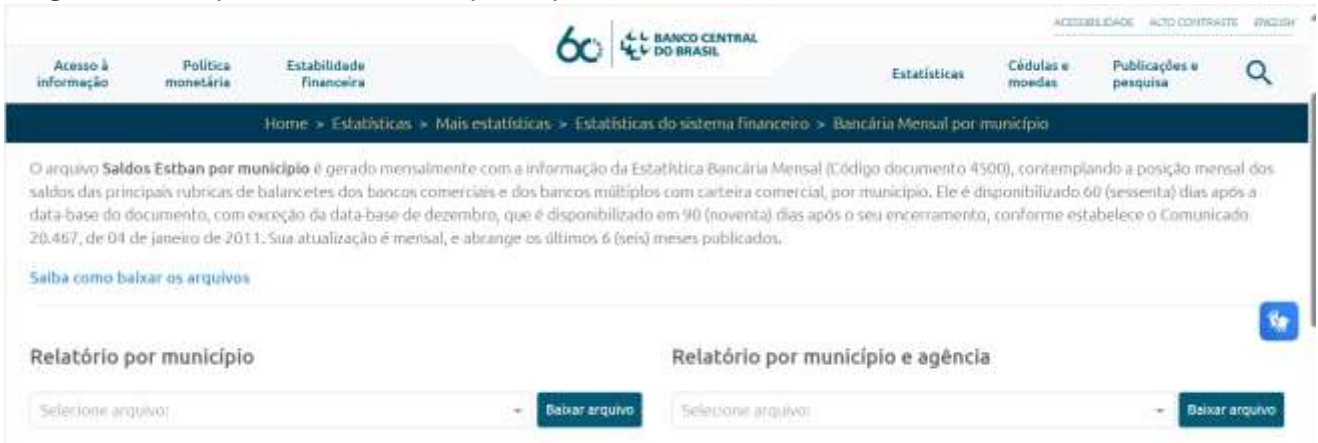 ACESSIBILIDADE ALTO CONTRASTE ENGLISH
60 BANCO CENTRAL
DO BRASIL
Acesso à informação Política monetária Estabilidade financeira Estatísticas Cédulas e moedas Publicações e pesquisa
Home > Estatísticas > Mais estatísticas > Estatísticas do sistema financeiro > Bancária Mensal por município
O arquivo Saldos Estban por município é gerado mensalmente com a informação da Estatística Bancária Mensal (Código documento 4500), contemplando a posição mensal dos
saldos das principais rubricas de balancetes dos bancos comerciais e dos bancos múltiplos com carteira comercial, por município. Ele é disponibilizado 60 (sessenta) dias após a
data-base do documento, com exceção da data-base de dezembro, que é disponibilizado em 90 (noventa) dias após o seu encerramento, conforme estabelece o Comunicado
20.467, de 04 de janeiro de 2011. Sua atualização é mensal, e abrange os últimos 6 (seis) meses publicados.
Saiba como baixar os arquivos
Relatório por município Relatório por município e agência
Selecione arquivo: Baixar arquivo Selecione arquivo: Baixar arquivo